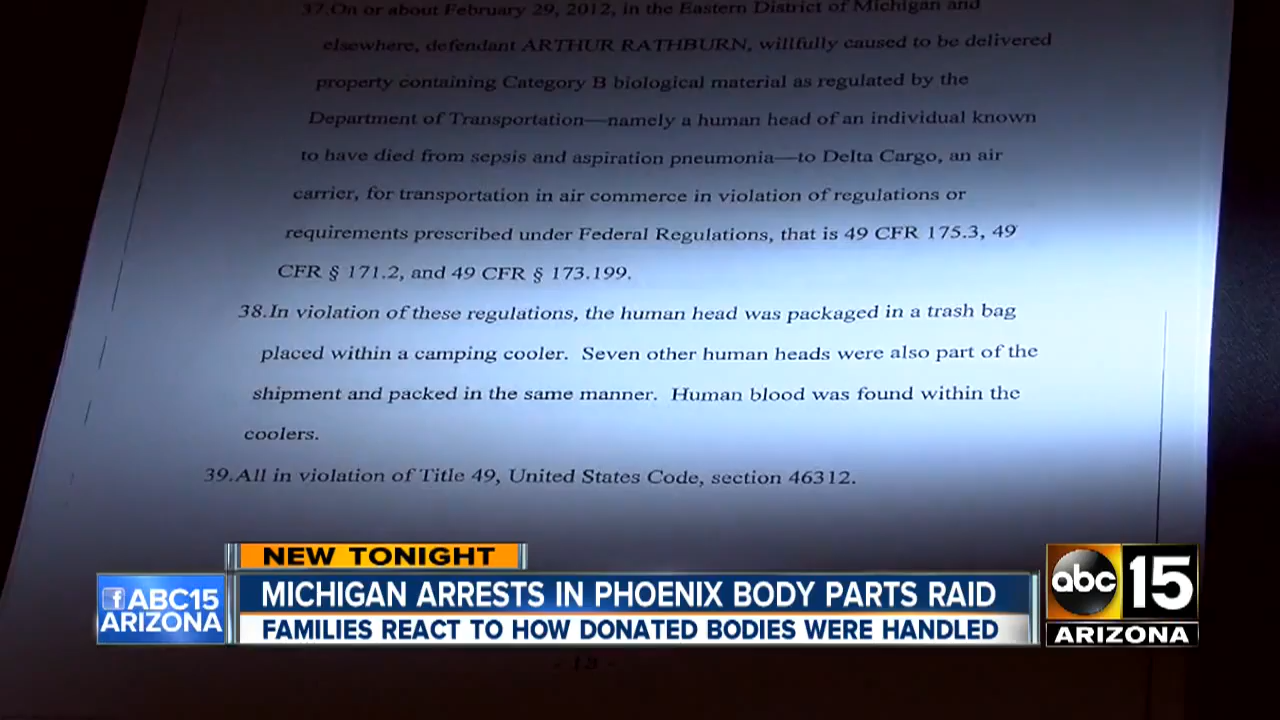 37.On or about February 29, 2012, in the Eastern District of Michigan and
elsewhere, defendant ARTHUR RATHBURN, willfully caused to be delivered
property containing Category B biological material as regulated by the
Department of Transportation—namely a human head of an individual known
to have died from sepsis and aspiration pneumonia—to Delta Cargo, an air
carrier, for transportation in air commerce in violation of regulations or
requirements prescribed under Federal Regulations, that is 49 CFR 175.3, 49
CFR § 171.2, and 49 CFR § 173.199.
38.In violation of these regulations, the human head was packaged in a trash bag
placed within a camping cooler. Seven other human heads were also part of the
shipment and packed in the same manner. Human blood was found within the
coolers.
39.All in violation of Title 49, United States Code, section 46312.
NEW TONIGHT
f ABC15
ARIZONA
MICHIGAN ARRESTS IN PHOENIX BODY PARTS RAID
FAMILIES REACT TO HOW DONATED BODIES WERE HANDLED
abc 15
ARIZONA
- 13 -